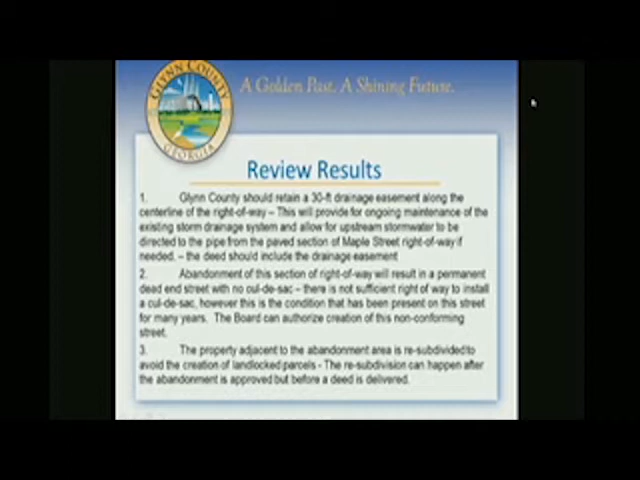 GLYNN COUNTY
GEORGIA
A Golden Past. A Shining Future.
Review Results
1. Glynn County should retain a 30-ft drainage easement along the
centerline of the right-of-way – This will provide for ongoing maintenance of the
existing storm drainage system and allow for upstream stormwater to be
directed to the pipe from the paved section of Maple Street right-of-way if
needed. – the deed should include the drainage easement
2. Abandonment of this section of right-of-way will result in a permanent
dead end street with no cul-de-sac – there is not sufficient right of way to install
a cul-de-sac, however this is the condition that has been present on this street
for many years. The Board can authorize creation of this non-conforming
street.
3. The property adjacent to the abandonment area is re-subdivided to
avoid the creation of landlocked parcels - The re-subdivision can happen after
the abandonment is approved but before a deed is delivered.